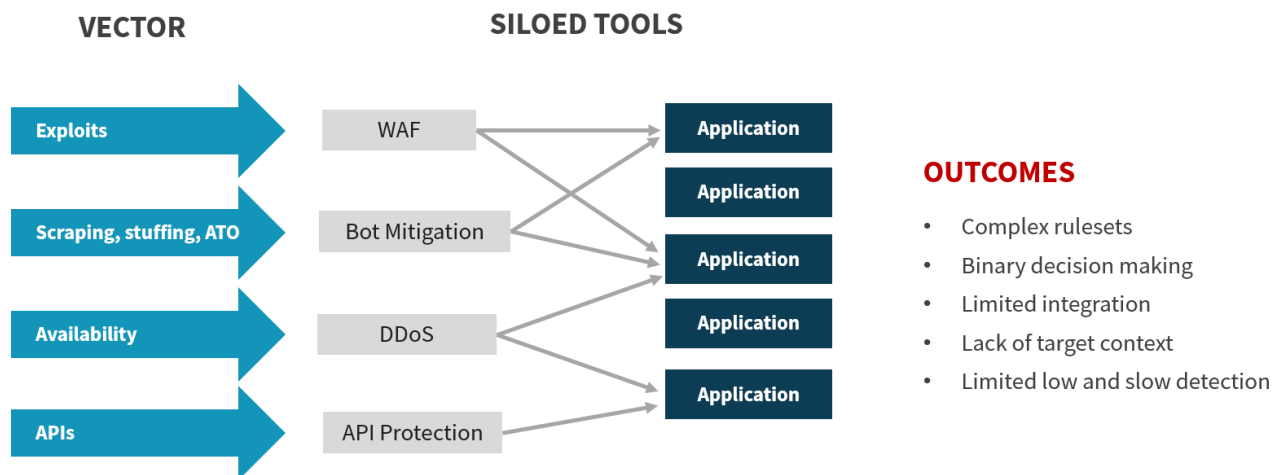 VECTOR
SILOED TOOLS
Exploits
WAF
Application
Application
Scraping, stuffing, ATO
Bot Mitigation
Application
Availability
DDoS
Application
Application
APIs
API Protection
OUTCOMES
• Complex rulesets
• Binary decision making
• Limited integration
• Lack of target context
• Limited low and slow detection